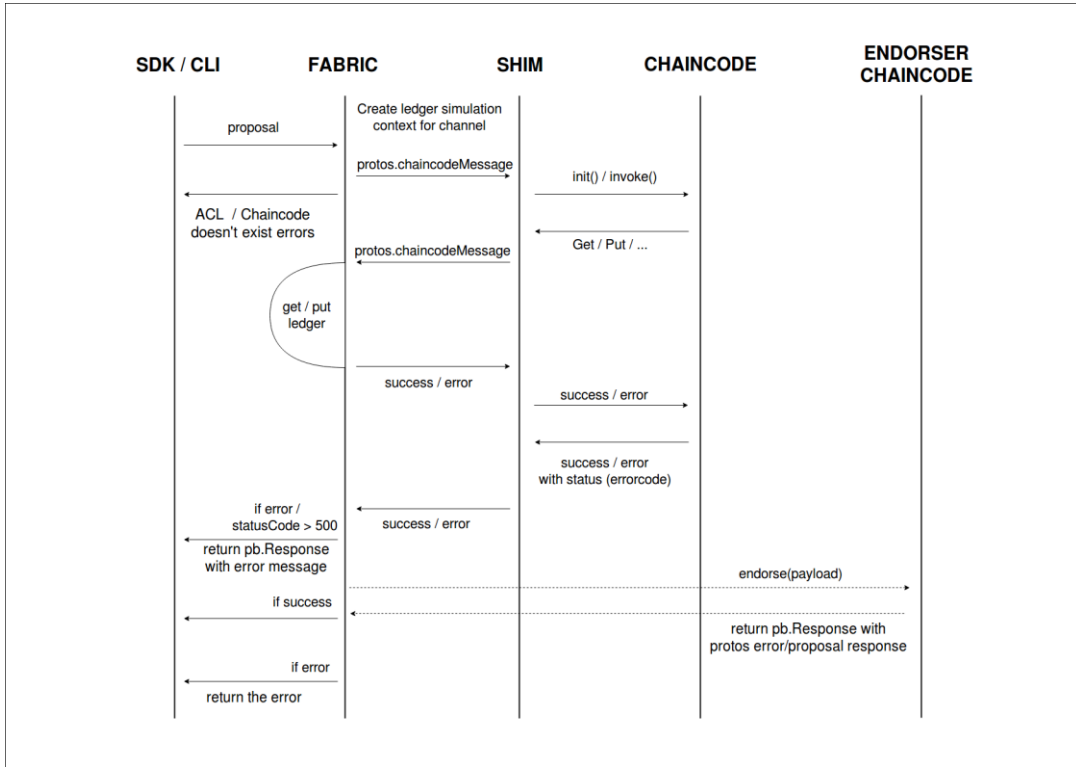 SDK / CLI
FABRIC
SHIM
CHAINCODE
ENDORSER
CHAINCODE
Create ledger simulation
context for channel
proposal
protos.chaincodeMessage
init() / invoke()
ACL / Chaincode
doesn't exist errors
Get / Put / ...
protos.chaincodeMessage
get / put
ledger
success / error
success / error
success / error
with status (errorcode)
if error /
statusCode > 500
success / error
return pb.Response
with error message
endorse(payload)
if success
return pb.Response with
protos error/proposal response
if error
return the error